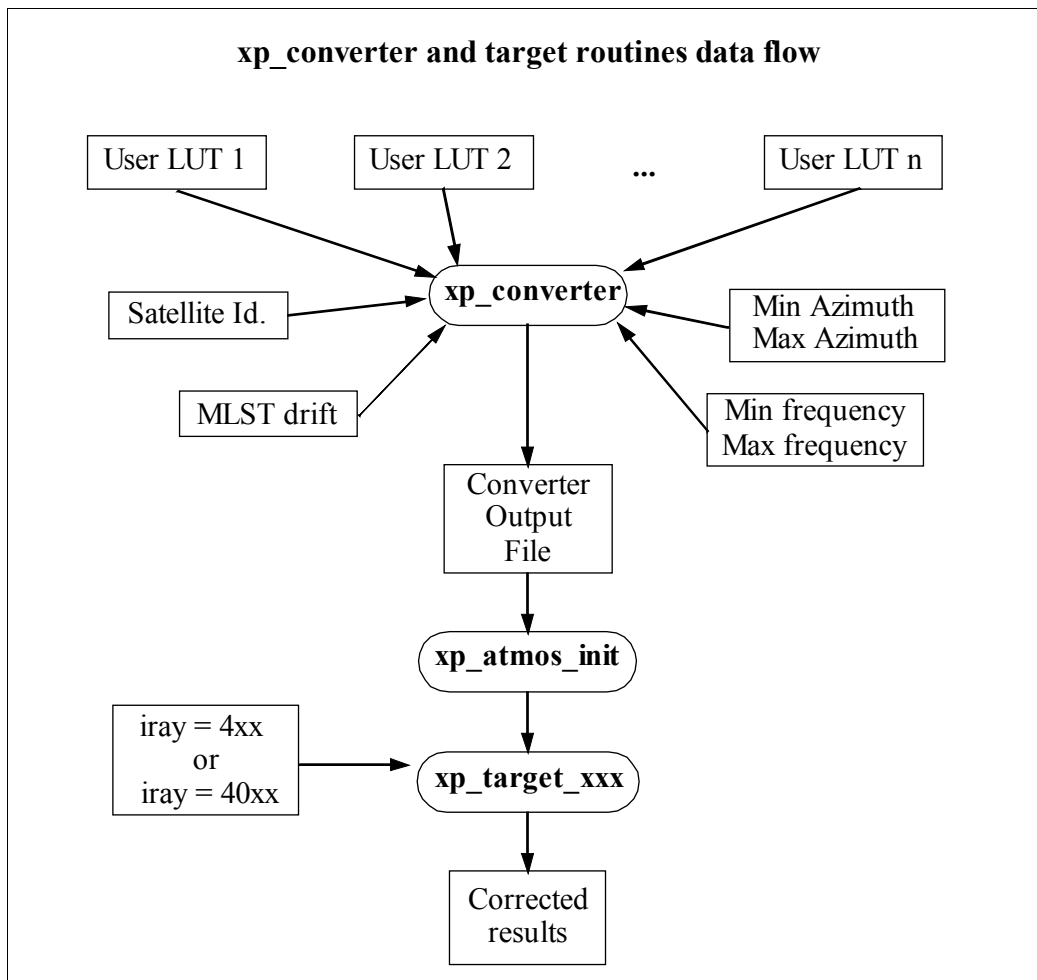 xp_converter and target routines data flow
User LUT 1
User LUT 2
...
User LUT n
xp_converter
Satellite Id.
Min Azimuth
Max Azimuth
MLST drift
Min frequency
Max frequency
Converter
Output
File
xp_atmos_init
iray = 4xx
or
iray = 40xx
xp_target_xxx
Corrected
results